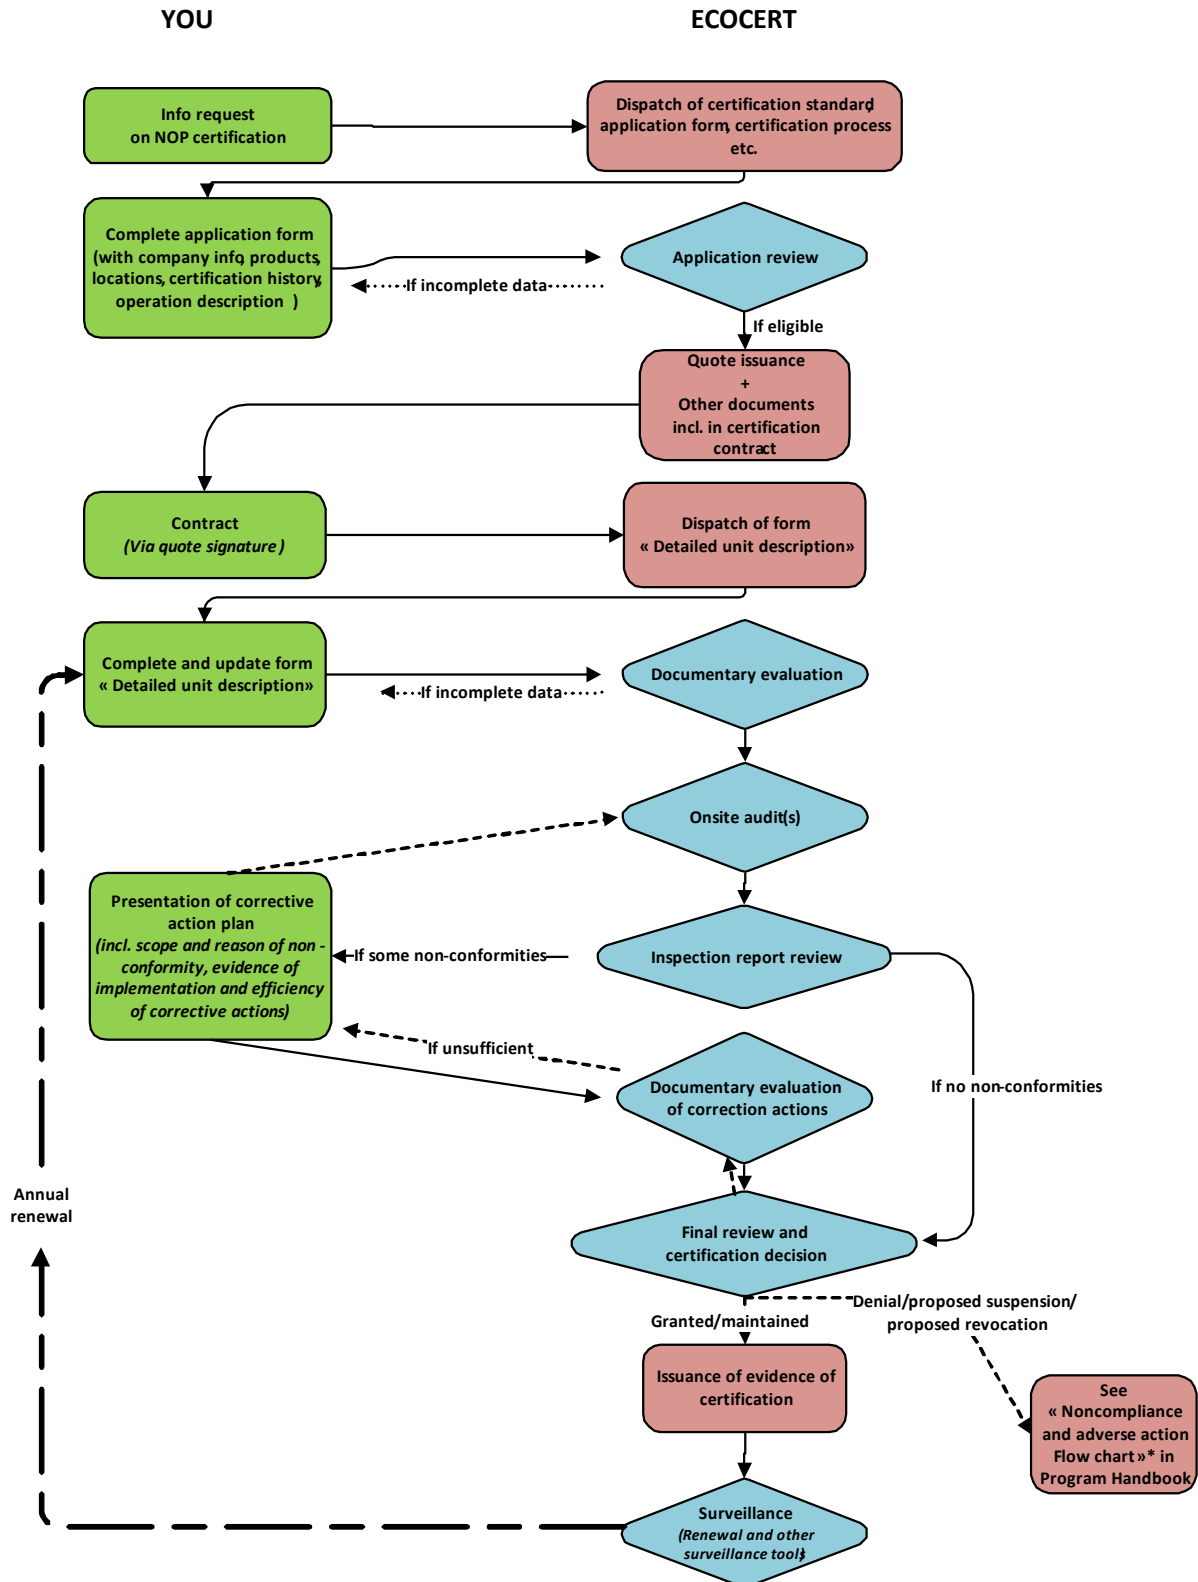 YOU
ECOCERT
Info request
on NOP certification
Dispatch of certification standard,
application form, certification process
etc.
Complete application form
(with company info, products,
locations, certification history,
operation description )
Application review
If incomplete data
If eligible
Quote issuance
+
Other documents
incl. in certification
contract
Contract
(Via quote signature )
Dispatch of form
« Detailed unit description»
Complete and update form
« Detailed unit description»
Documentary evaluation
If incomplete data
Onsite audit(s)
Presentation of corrective
action plan
(incl. scope and reason of non -
conformity, evidence of
implementation and efficiency
of corrective actions)
If some non-conformities
Inspection report review
If unsufficient
Documentary evaluation
of correction actions
If no non-conformities
Annual
renewal
Final review and
certification decision
Granted/maintained
Denial/proposed suspension/
proposed revocation
Issuance of evidence of
certification
See
« Noncompliance
and adverse action
Flow chart»* in
Program Handbook
Surveillance
(Renewal and other
surveillance tools)